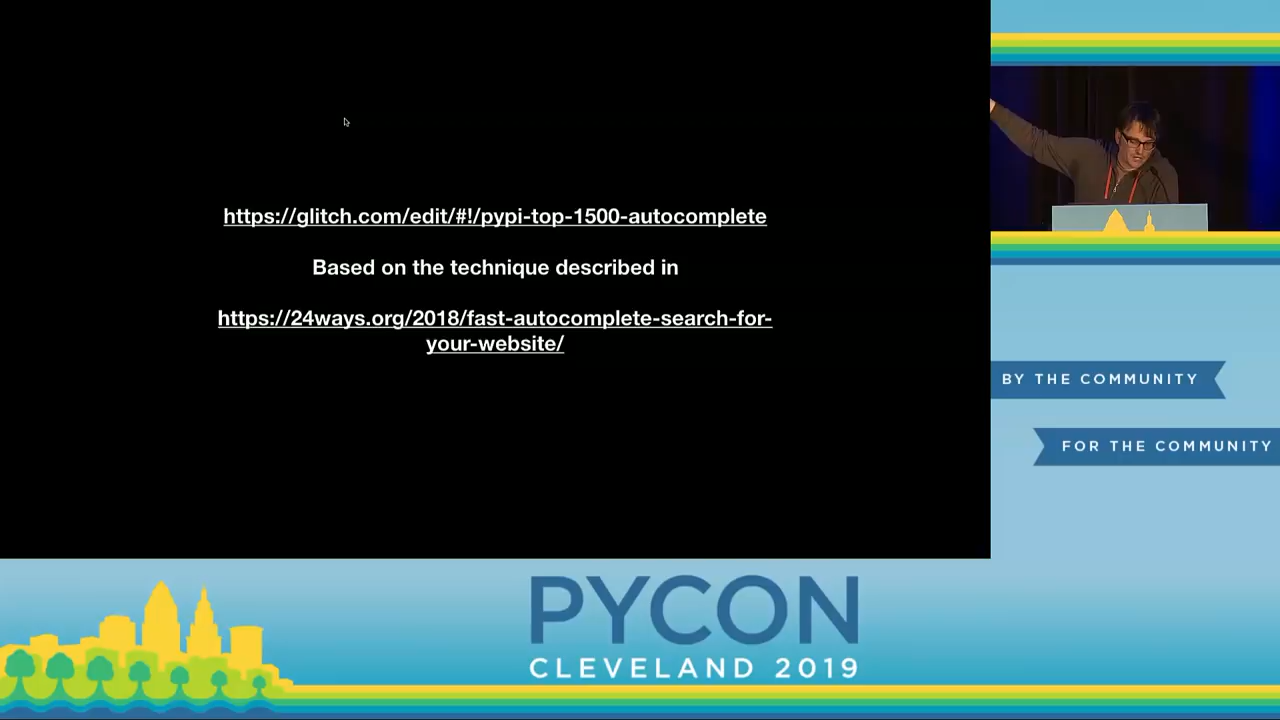 https://glitch.com/edit/#!/pypi-top-1500-autocomplete
Based on the technique described in
https://24ways.org/2018/fast-autocomplete-search-for-
your-website/
BY THE COMMUNITY
FOR THE COMMUNITY
PYCON
CLEVELAND 2019